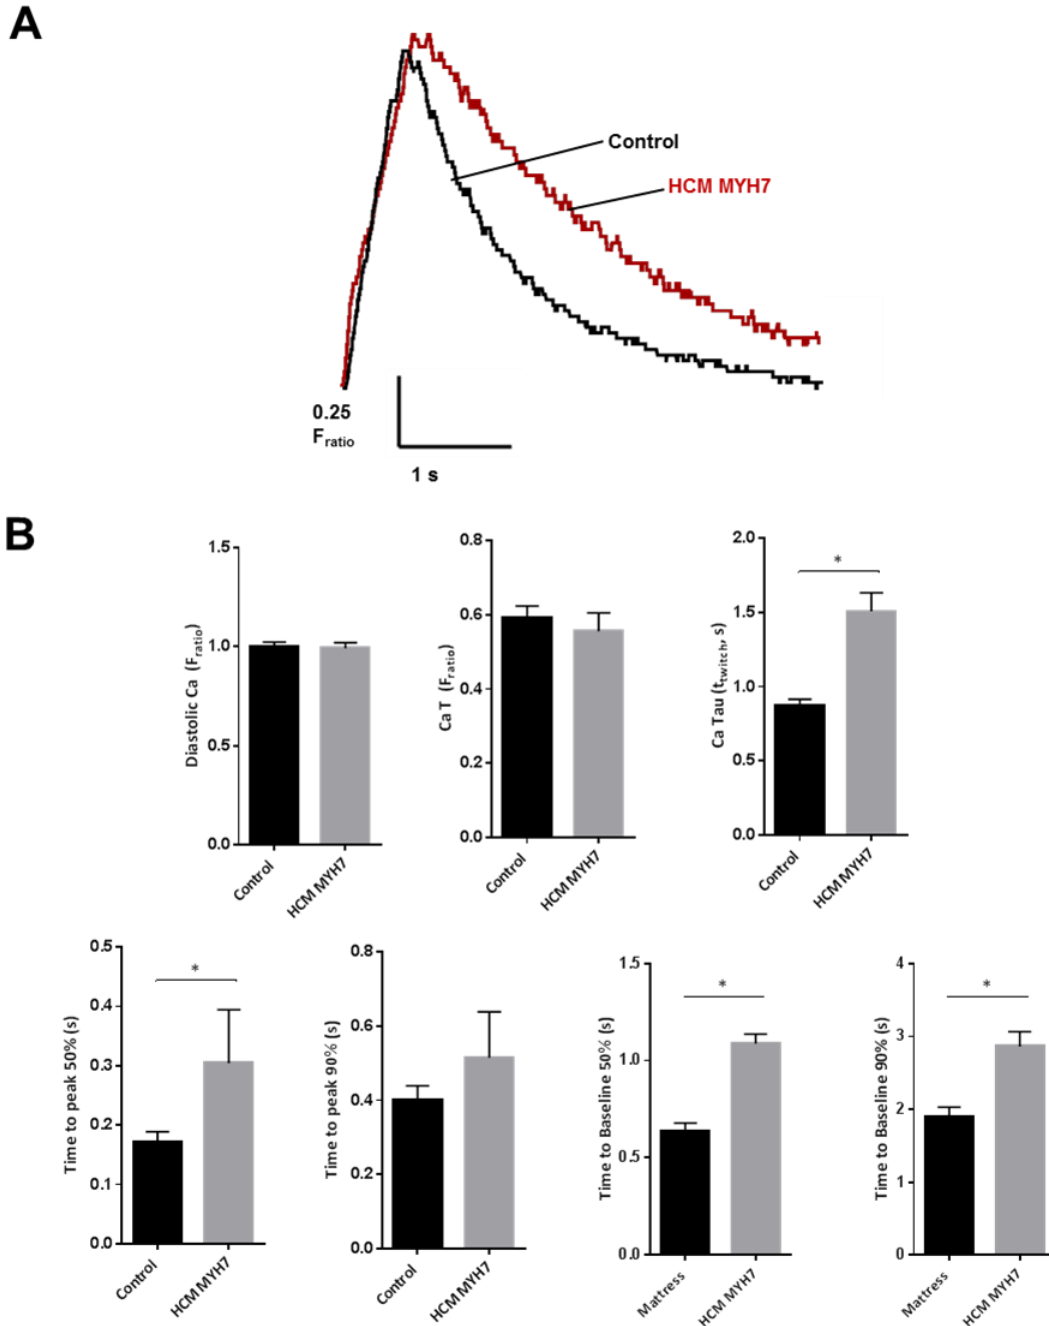 A
Control
HCM MYH7
0.25
Fratio
1 s
B
1.5
1.0
0.5
0.0
Diastolic Ca (Fratio)
Control
HCM MYH7
0.8
0.6
0.4
0.2
0.0
Ca T (Fratio)
Control
HCM MYH7
2.0
1.5
1.0
0.5
0.0
Ca Tau (ttwitch, s)
*
Control
HCM MYH7
0.5
0.4
0.3
0.2
0.1
0.0
Time to peak 50% (s)
*
Control
HCM MYH7
0.8
0.6
0.4
0.2
0.0
Time to peak 90% (s)
Control
HCM MYH7
1.5
1.0
0.5
0.0
Time to Baseline 50% (s)
*
Mattress
HCM MYH7
4
3
2
1
0
Time to Baseline 90% (s)
*
Mattress
HCM MYH7